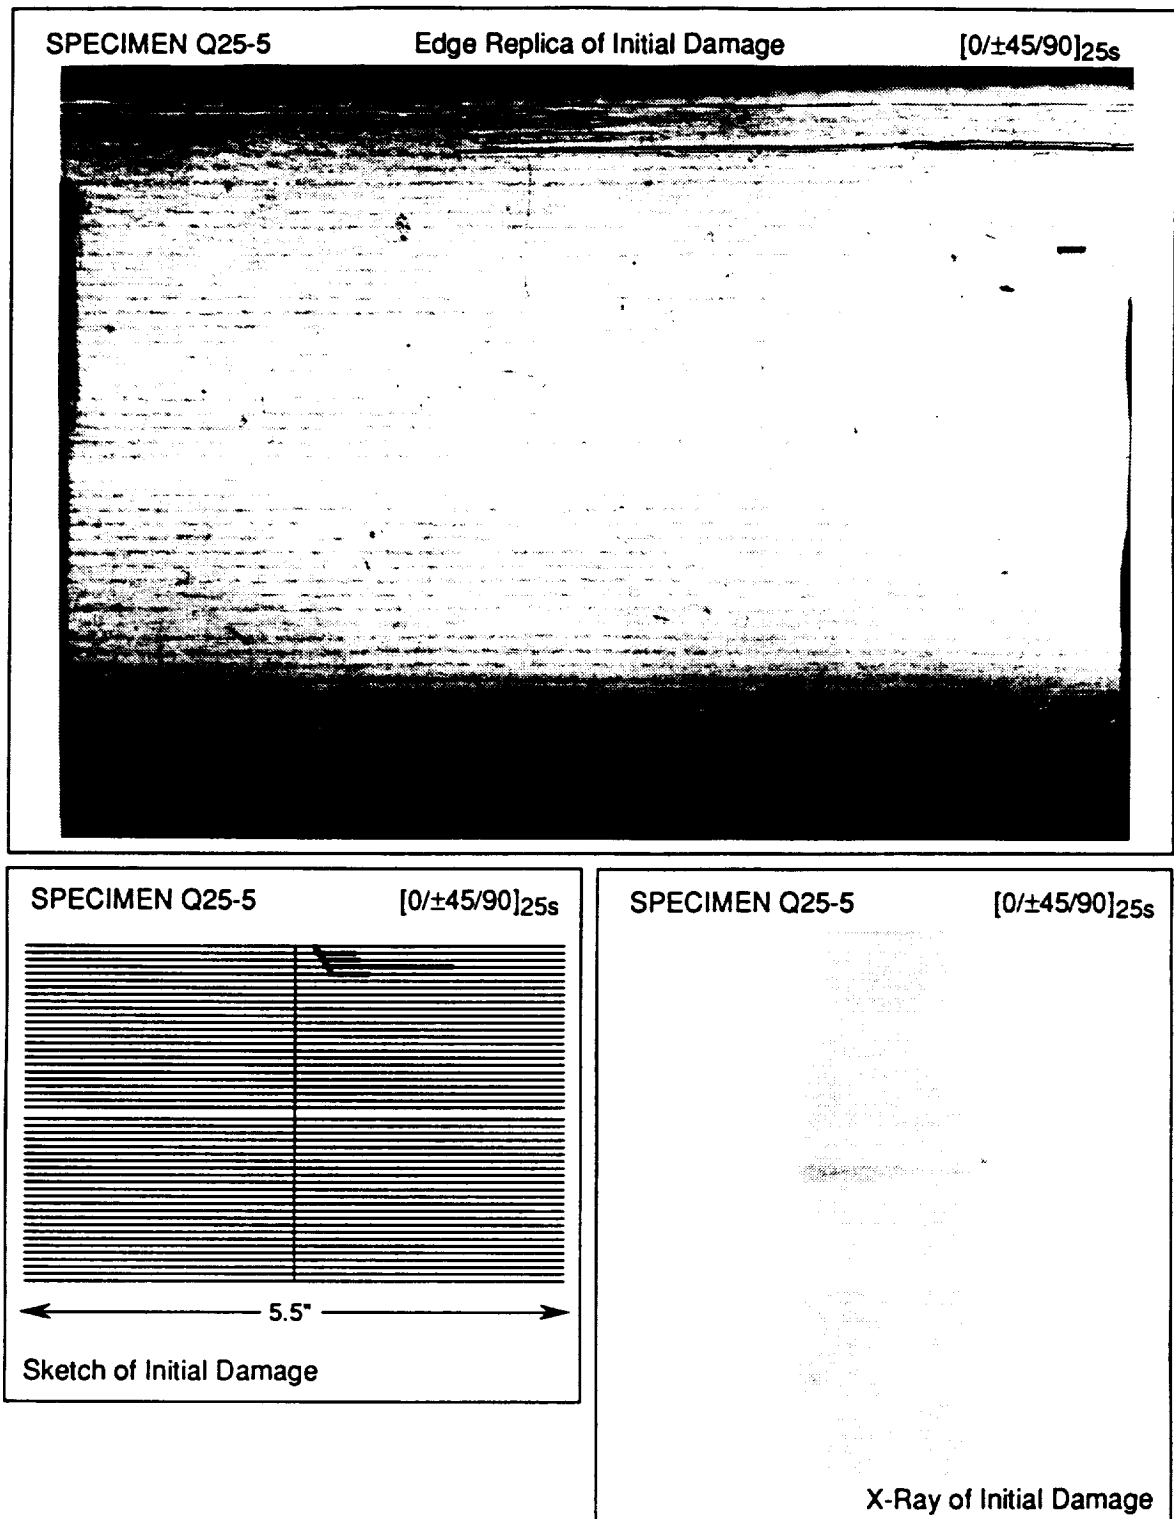 SPECIMEN Q25-5 Edge Replica of Initial Damage [0/±45/90]25s
SPECIMEN Q25-5 [0/±45/90]25s
5.5"
Sketch of Initial Damage
SPECIMEN Q25-5 [0/±45/90]25s
X-Ray of Initial Damage